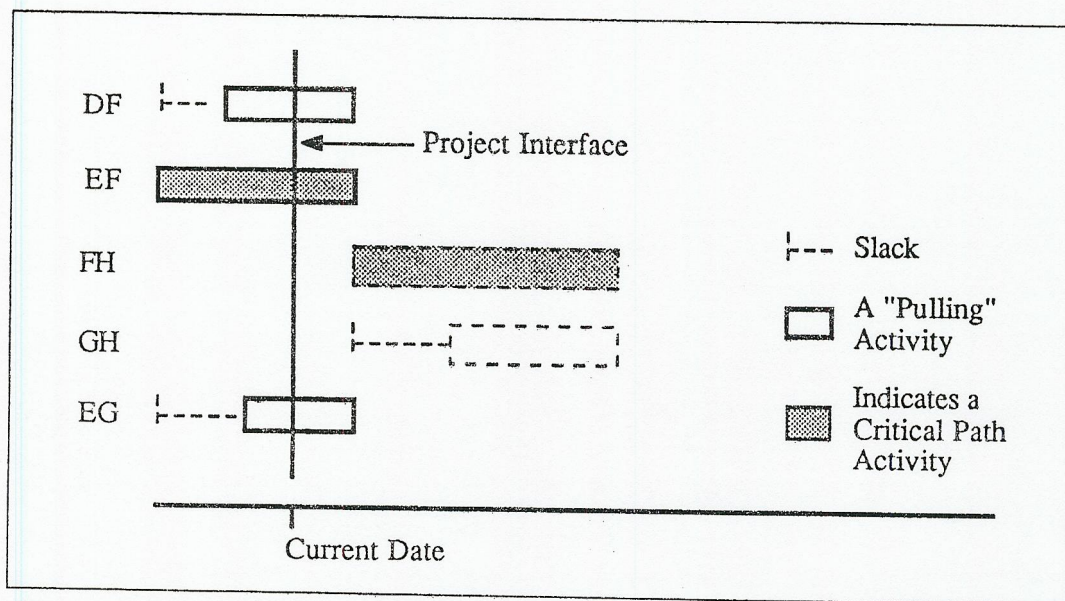 DF
Project Interface
EF
FH
Slack
GH
A "Pulling"
Activity
EG
Indicates a
Critical Path
Activity
Current Date